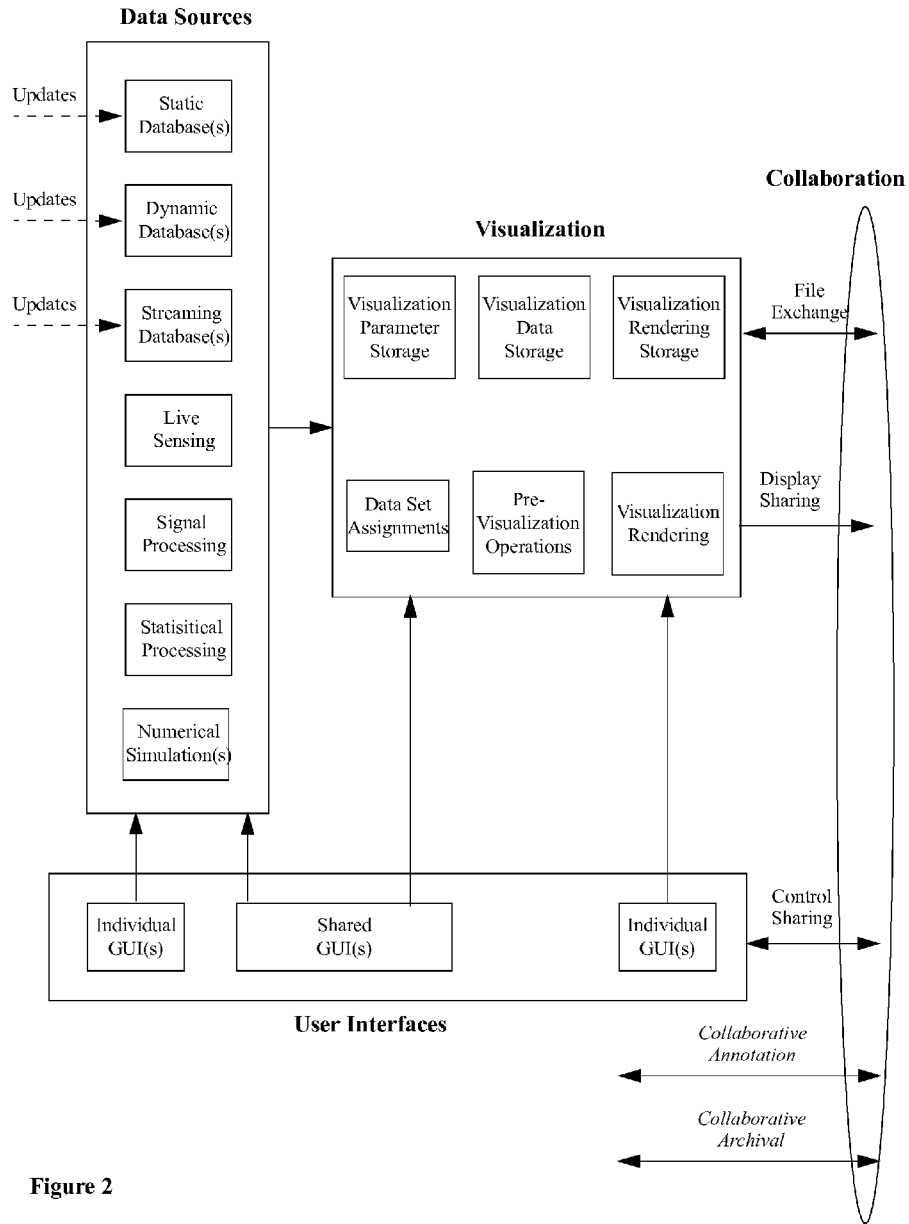 Data Sources
Updates
Static
Database(s)
Updates
Dynamic
Database(s)
Updates
Streaming
Database(s)
Live
Sensing
Signal
Processing
Statisitical
Processing
Numerical
Simulation(s)
Visualization
Visualization
Parameter
Storage
Visualization
Data
Storage
Visualization
Rendering
Storage
Data Set
Assignments
Pre-
Visualization
Operations
Visualization
Rendering
Collaboration
File
Exchange
Display
Sharing
Control
Sharing
Individual
GUI(s)
Shared
GUI(s)
Individual
GUI(s)
User Interfaces
Collaborative
Annotation
Collaborative
Archival
Figure 2